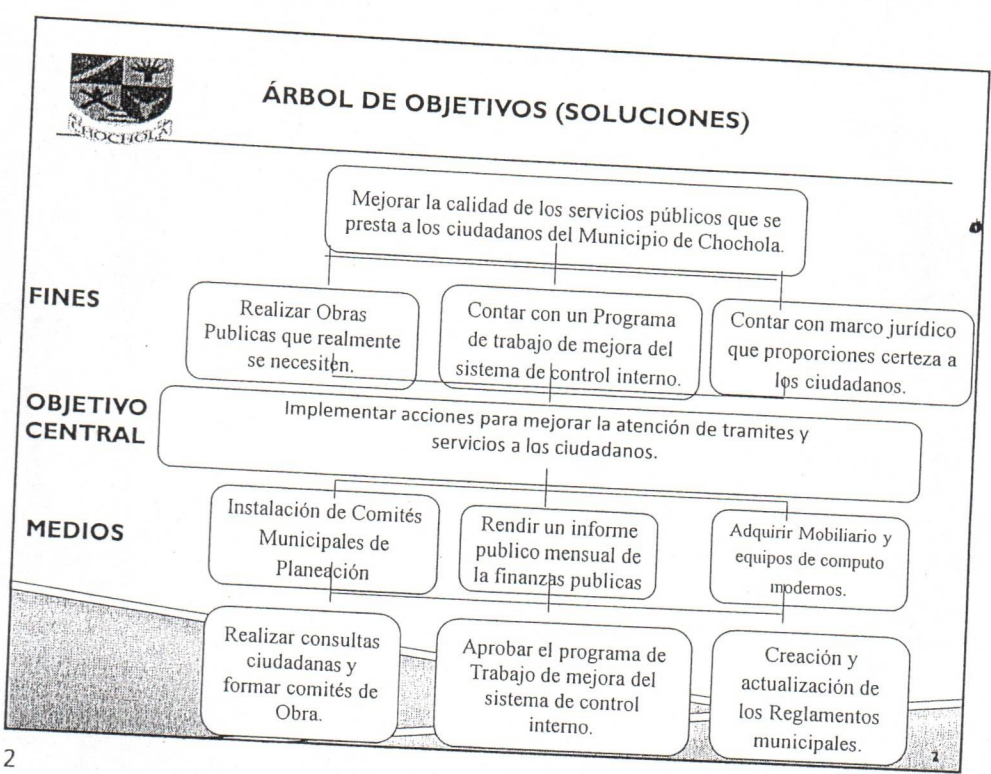 CHOCHOLA
ÁRBOL DE OBJETIVOS (SOLUCIONES)
Mejorar la calidad de los servicios públicos que se
presta a los ciudadanos del Municipio de Chochola.
FINES
Realizar Obras
Publicas que realmente
se necesiten.
Contar con un Programa
de trabajo de mejora del
sistema de control interno.
Contar con marco jurídico
que proporciones certeza a
los ciudadanos.
OBJETIVO
CENTRAL
Implementar acciones para mejorar la atención de tramites y
servicios a los ciudadanos.
MEDIOS
Instalación de Comités
Municipales de
Planeación
Rendir un informe
publico mensual de
la finanzas publicas
Adquirir Mobiliario y
equipos de computo
modernos.
Realizar consultas
ciudadanas y
formar comités de
Obra.
Aprobar el programa de
Trabajo de mejora del
sistema de control
interno.
Creación y
actualización de
los Reglamentos
municipales.
2
2